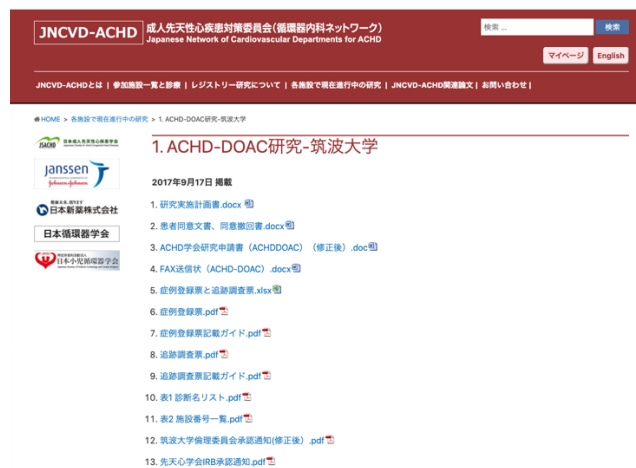 JNCVD-ACHD
成人先天性心疾患対策委員会(循環器内科ネットワーク)
Japanese Network of Cardiovascular Departments for ACHD
検索 ...
検索
マイページ
English
JNCVD-ACHDとは | 参加施設一覧と診療 | レジストリー研究について | 各施設で現在進行中の研究 | JNCVD-ACHD関連論文 | お問い合わせ |
HOME > 各施設で現在進行中の研究 > 1. ACHD-DOAC研究-筑波大学
JSACHD 日本成人先天性心疾患学会
janssen
Johnson & Johnson
日本新薬株式会社
日本循環器学会
日本小児循環器学会
1. ACHD-DOAC研究-筑波大学
2017年9月17日 掲載
1. 研究実施計画書.docx
2. 患者同意文書、同意撤回書.docx
3. ACHD学会研究申請書（ACHDDOAC）（修正後）.doc
4. FAX送信状（ACHD-DOAC）.docx
5. 症例登録票と追跡調査票.xlsx
6. 症例登録票.pdf
7. 症例登録票記載ガイド.pdf
8. 追跡調査票.pdf
9. 追跡調査票記載ガイド.pdf
10. 表1 診断名リスト.pdf
11. 表2 施設番号一覧.pdf
12. 筑波大学倫理委員会承認通知(修正後）.pdf
13. 先天心学会IRB承認通知.pdf